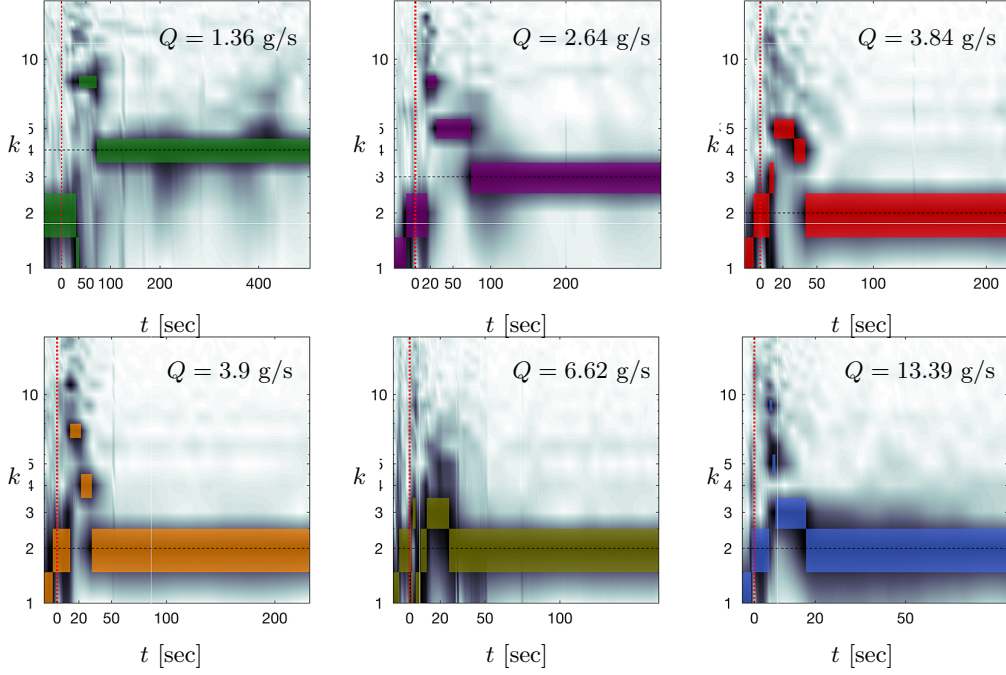 Q = 1.36 g/s
10
5
k 4
3
2
1
0 50 100 200 400
t [sec]
Q = 2.64 g/s
10
5
k 4
3
2
1
0 20 50 100 200
t [sec]
Q = 3.84 g/s
10
5
k 4
3
2
1
0 20 50 100 200
t [sec]
Q = 3.9 g/s
10
5
k 4
3
2
1
0 20 50 100 200
t [sec]
Q = 6.62 g/s
10
5
k 4
3
2
1
0 20 50 100
t [sec]
Q = 13.39 g/s
10
5
k 4
3
2
1
0 20 50
t [sec]